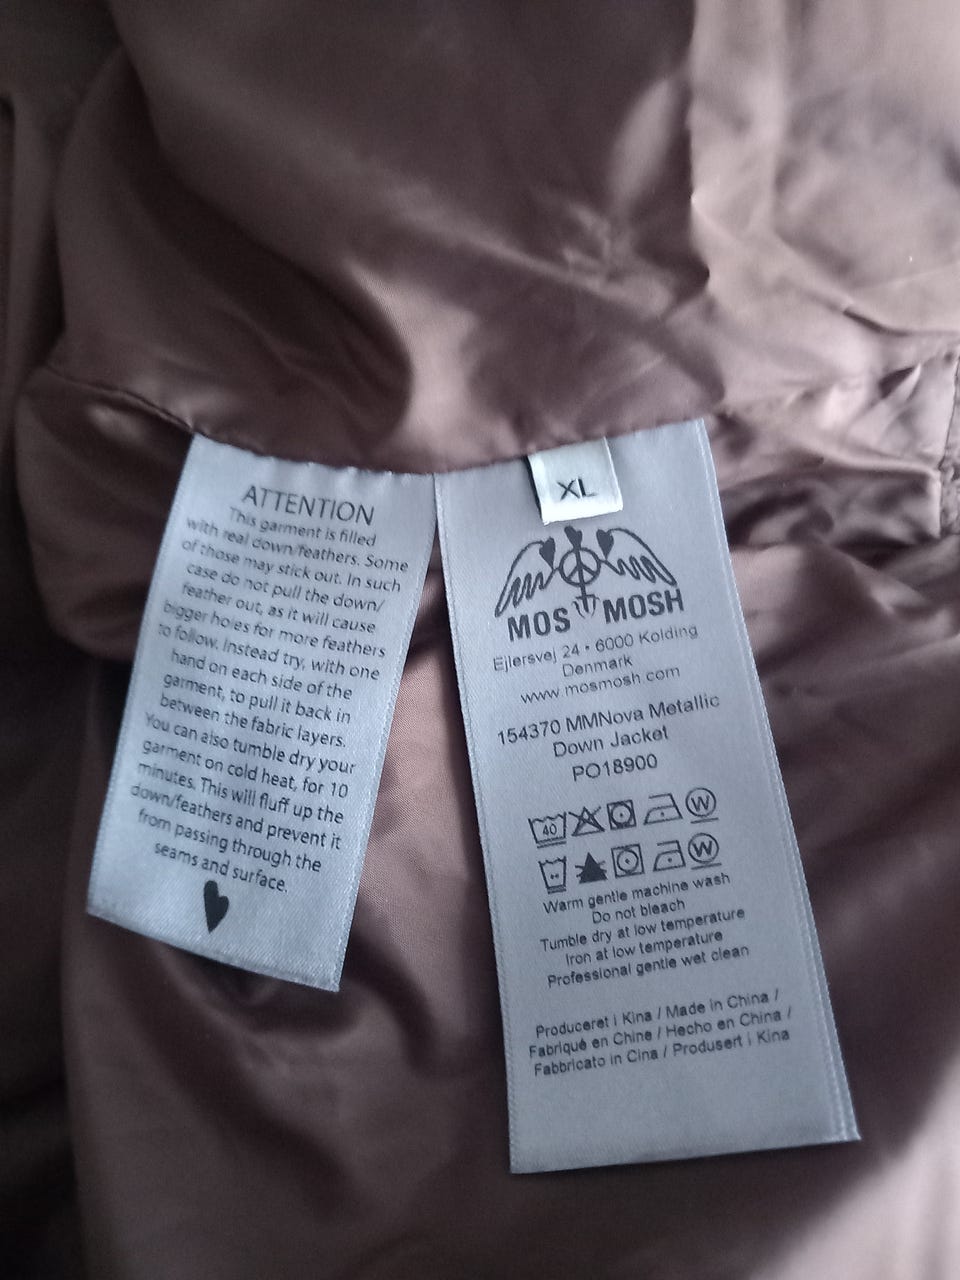 ATTENTION
This garment is filled
with real down/feathers. Some
of those may stick out. In such
case do not pull the down/
feather out, as it will cause
bigger holes for more feathers
to follow. Instead try, with one
hand on each side of the
garment, to pull it back in
between the fabric layers.
You can also tumble dry your
garment on cold heat, for 10
minutes. This will fluff up the
down/feathers and prevent it
from passing through the
seams and surface.
XL
MOS MOSH
Ejlersvej 24 • 6000 Kolding
Denmark
www.mosmosh.com
154370 MMNova Metallic
Down Jacket
PO18900
40 W
W
Warm gentle machine wash
Do not bleach
Tumble dry at low temperature
Iron at low temperature
Professional gentle wet clean
Produceret i Kina / Made in China /
Fabriqué en Chine / Hecho en China /
Fabbricato in Cina / Produsert i Kina